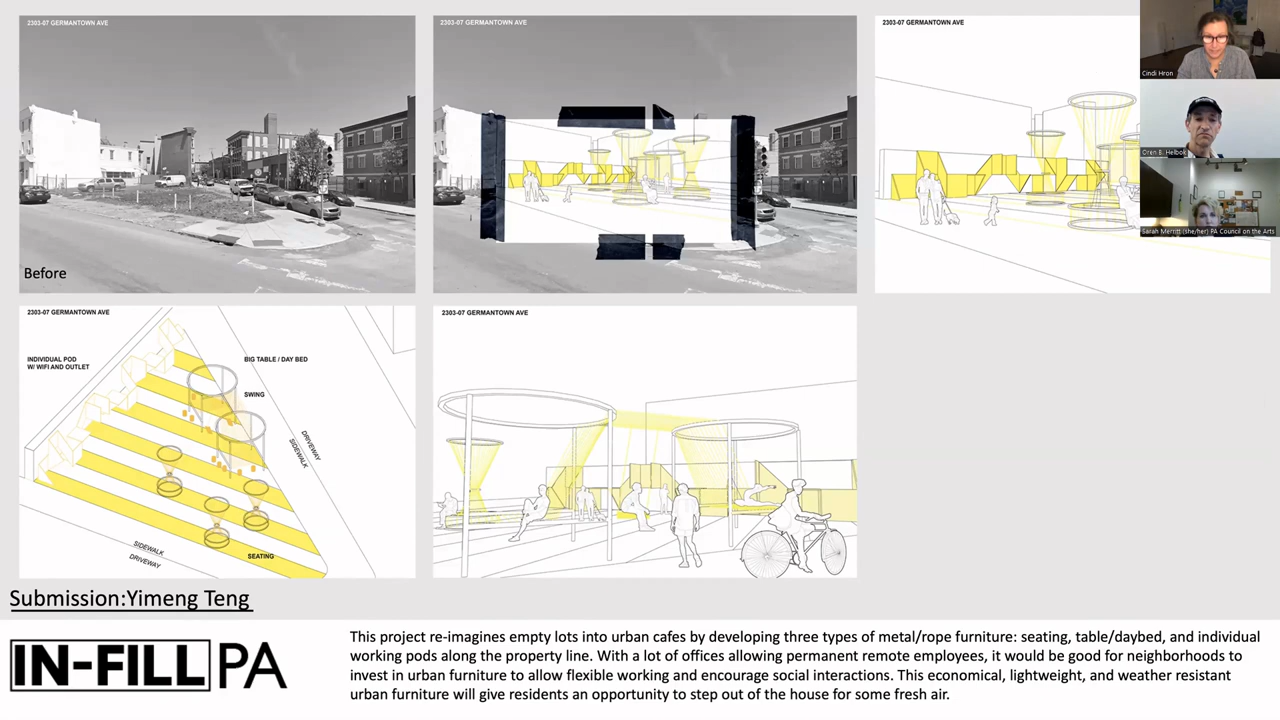 2303-07 GERMANTOWN AVE
Before
2303-07 GERMANTOWN AVE
2303-07 GERMANTOWN AVE
Cindi Hron
Oren B. Helbok
Sarah Merritt (she/her) PA Council on the Arts
2303-07 GERMANTOWN AVE
INDIVIDUAL POD
W/ WIFI AND OUTLET
BIG TABLE / DAY BED
SWING
DRIVEWAY
SIDEWALK
SIDEWALK
DRIVEWAY
SEATING
2303-07 GERMANTOWN AVE
Submission:Yimeng Teng
IN-FILL PA
This project re-imagines empty lots into urban cafes by developing three types of metal/rope furniture: seating, table/daybed, and individual
working pods along the property line. With a lot of offices allowing permanent remote employees, it would be good for neighborhoods to
invest in urban furniture to allow flexible working and encourage social interactions. This economical, lightweight, and weather resistant
urban furniture will give residents an opportunity to step out of the house for some fresh air.